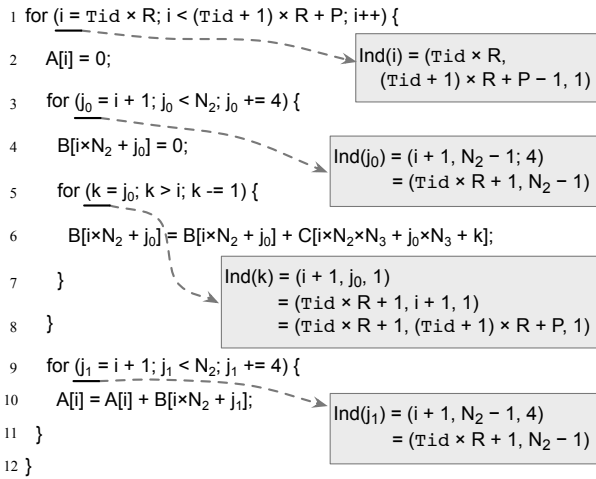 1 for (i = Tid × R; i < (Tid + 1) × R + P; i++) {
Ind(i) = (Tid × R,
(Tid + 1) × R + P − 1, 1)
2 A[i] = 0;
3 for (j₀ = i + 1; j₀ < N₂; j₀ += 4) {
4 B[i×N₂ + j₀] = 0;
Ind(j₀) = (i + 1, N₂ − 1; 4)
= (Tid × R + 1, N₂ − 1)
5 for (k = j₀; k > i; k -= 1) {
6 B[i×N₂ + j₀] = B[i×N₂ + j₀] + C[i×N₂×N₃ + j₀×N₃ + k];
7 }
Ind(k) = (i + 1, j₀, 1)
= (Tid × R + 1, i + 1, 1)
= (Tid × R + 1, (Tid + 1) × R + P, 1)
8 }
9 for (j₁ = i + 1; j₁ < N₂; j₁ += 4) {
10 A[i] = A[i] + B[i×N₂ + j₁];
Ind(j₁) = (i + 1, N₂ − 1, 4)
= (Tid × R + 1, N₂ − 1)
11 }
12 }